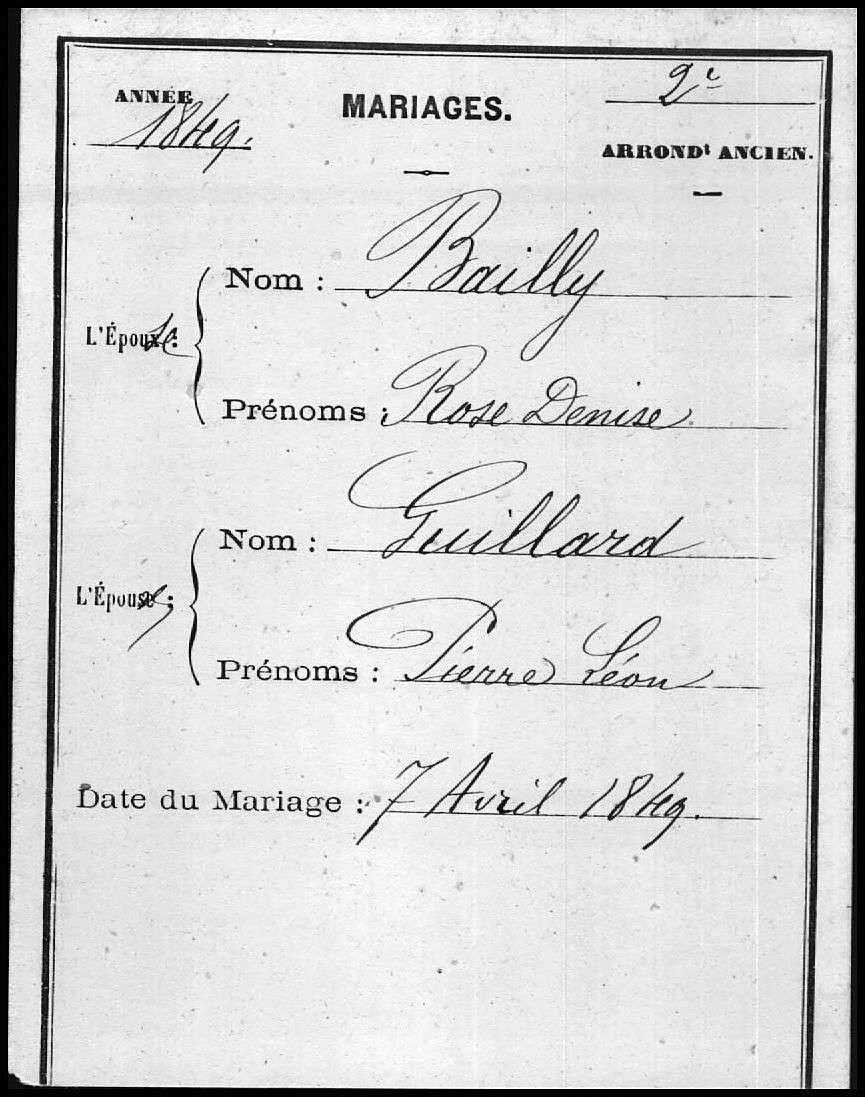 ANNÉE
1849.
MARIAGES.
2e
ARRONDt ANCIEN.
Nom : Bailly
L'Épouse :
Prénoms : Rose Denise
Nom : Guillard
L'Époux :
Prénoms : Pierre Léon
Date du Mariage : 7 Avril 1849.